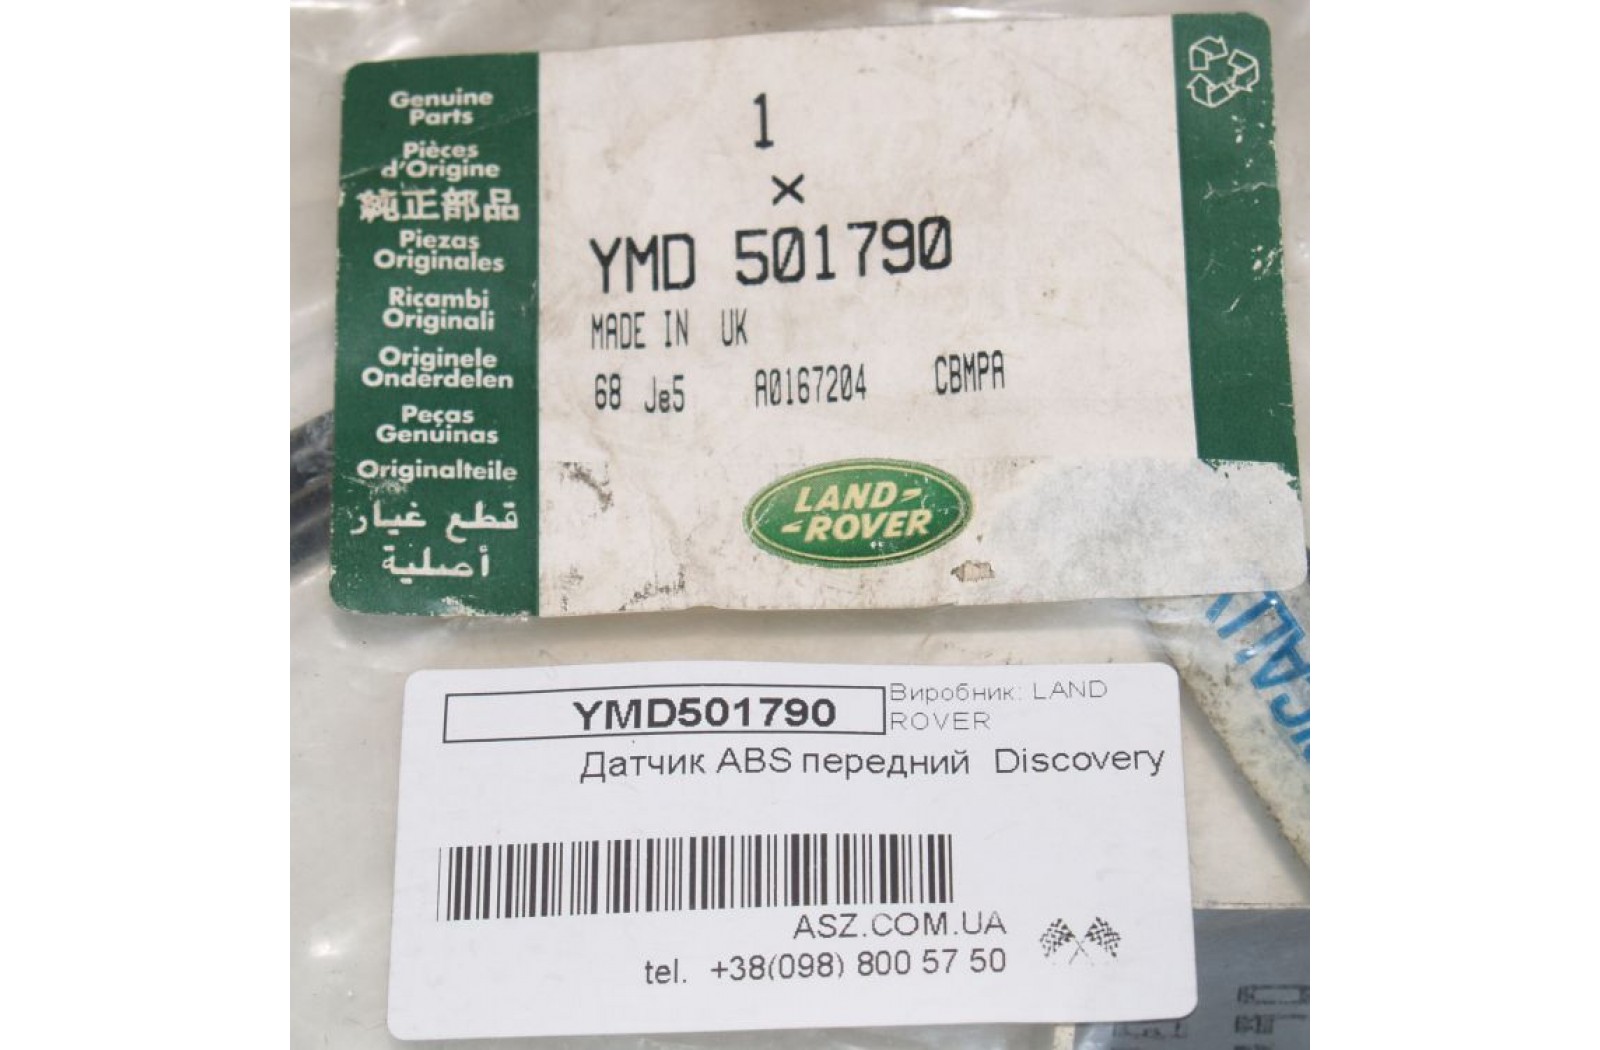 Genuine
Parts
Pièces
d'Origine
純正部品
Piezas
Originales
Ricambi
Originali
Originele
Onderdelen
Peças
Genuinas
Originalteile
قطع غيار
أصلية
1
×
YMD 501790
MADE IN UK
68 Je5 A0167204 CBMPA
LAND-
-ROVER
YMD501790
Виробник: LAND
ROVER
Датчик ABS передний Discovery
ASZ.COM.UA
tel. +38(098) 800 57 50